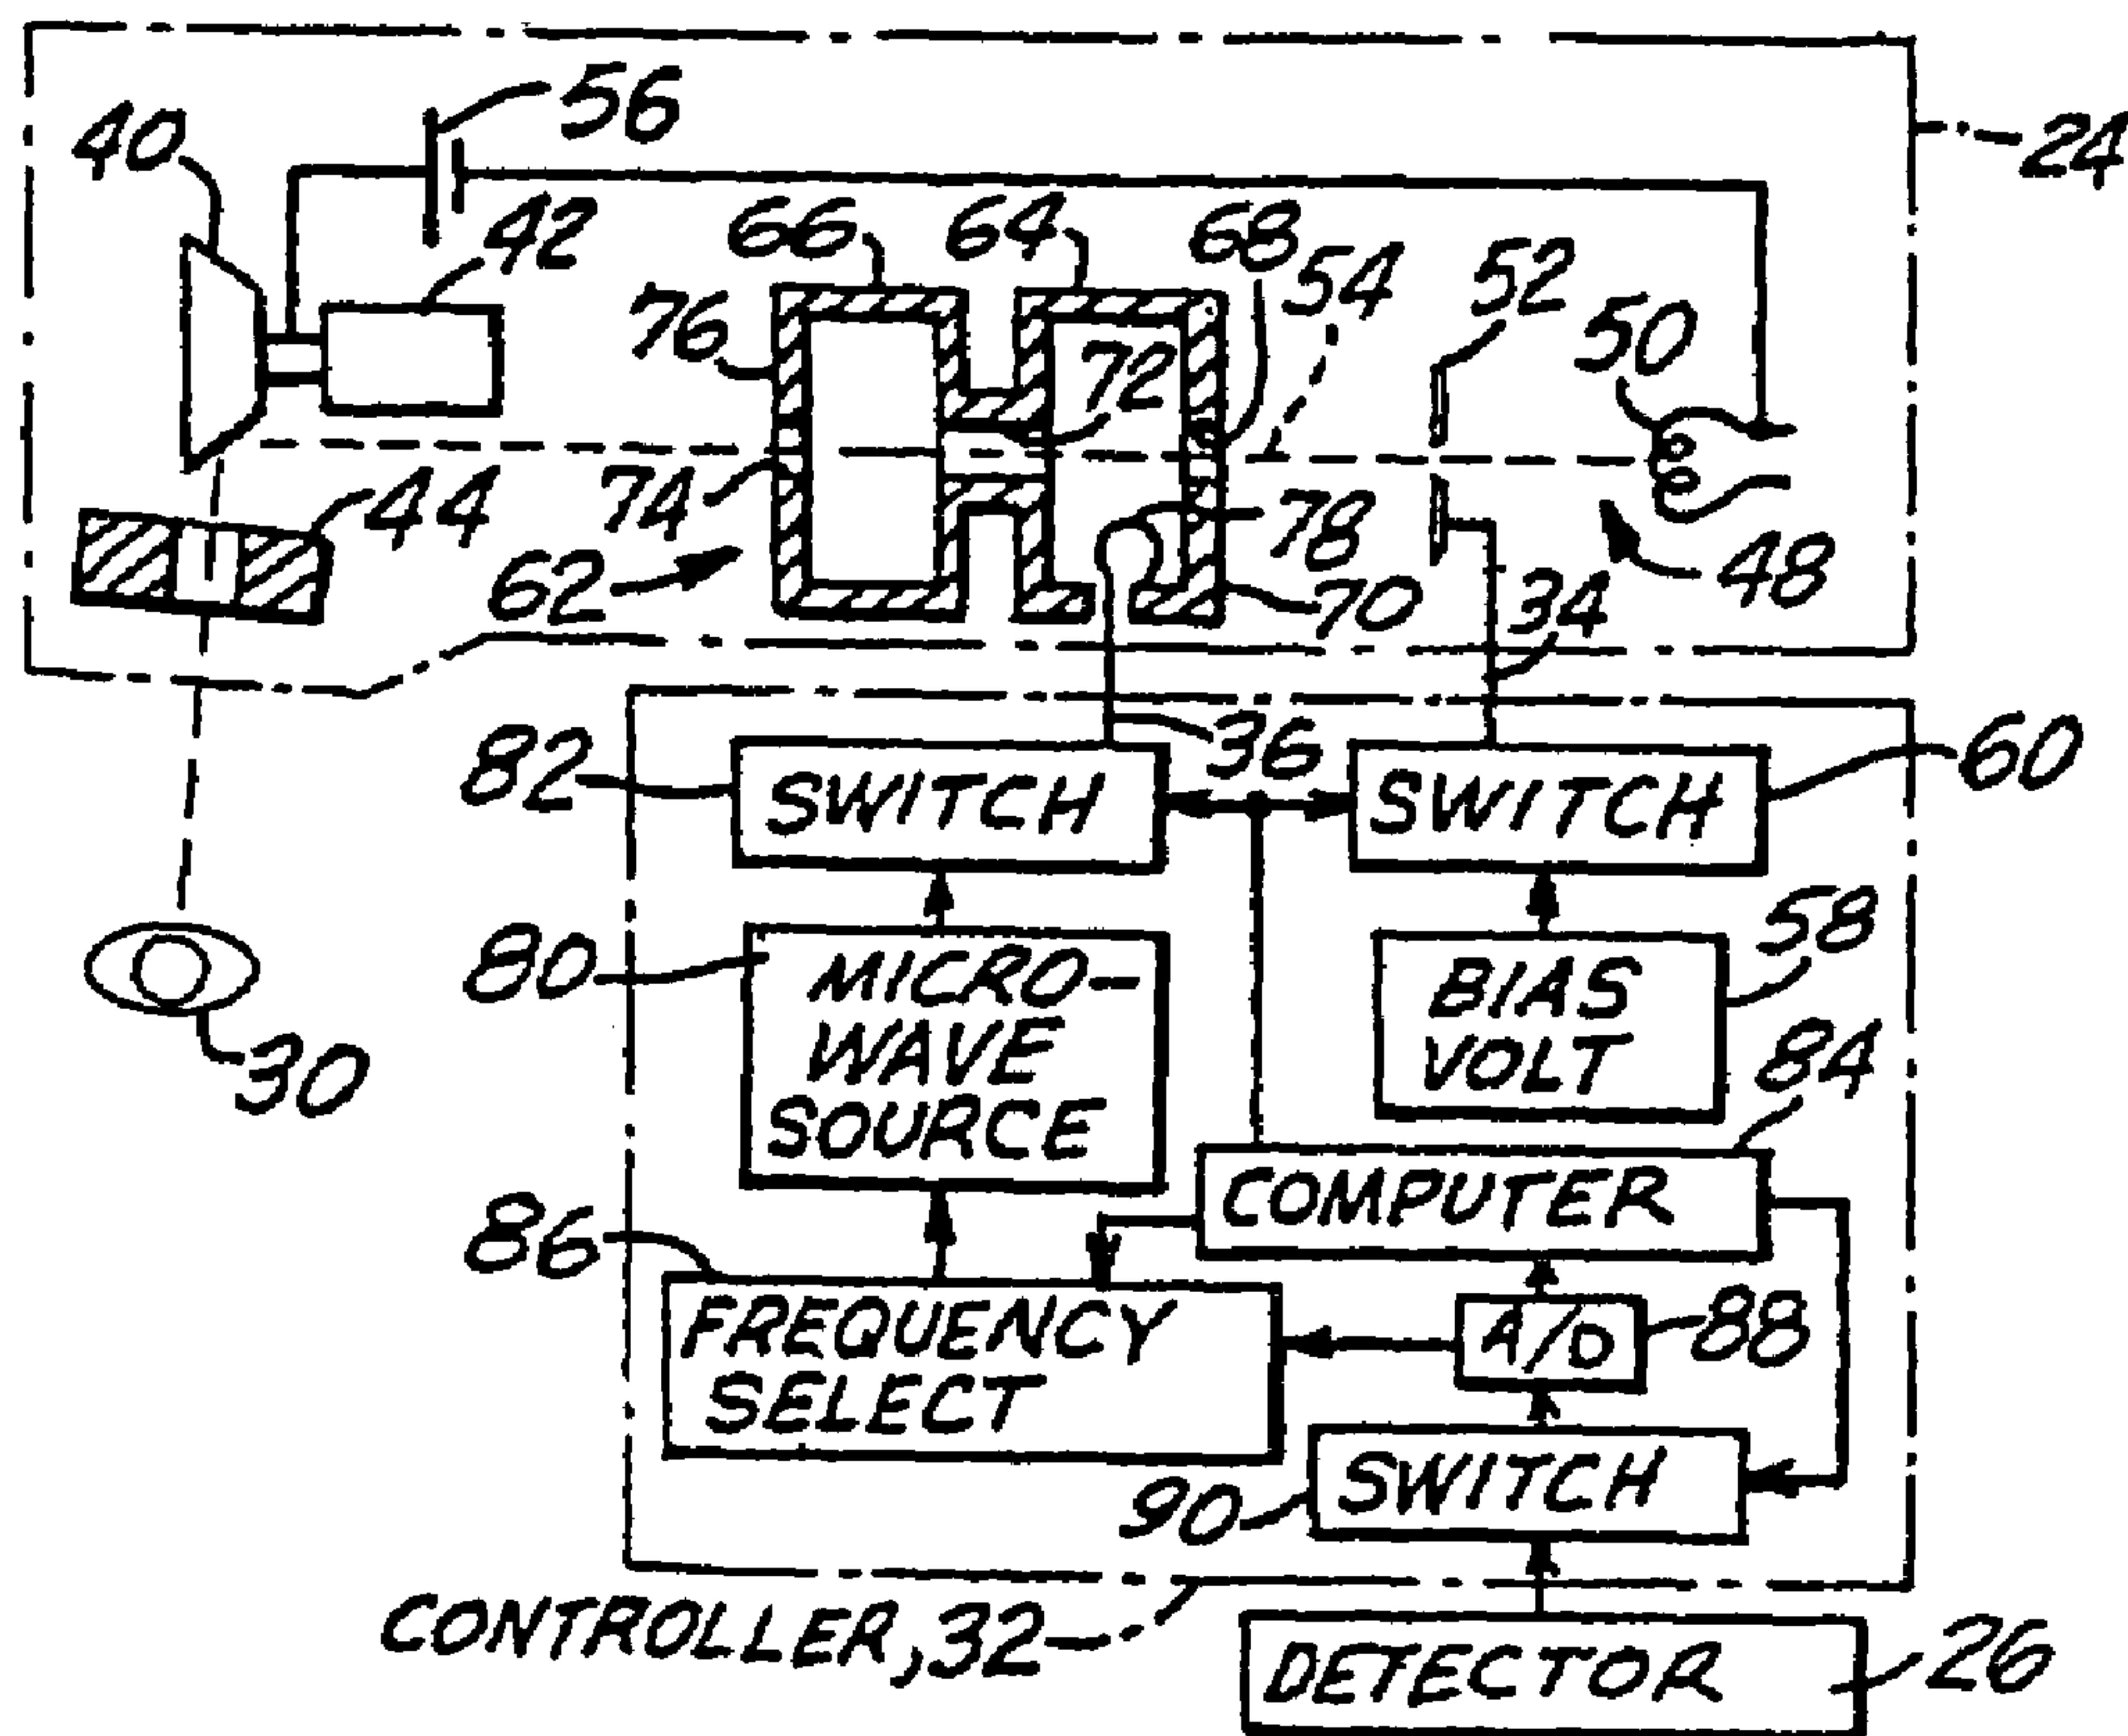 56
40
24
42
66
64
68
54
52
50
76
72
74
44
78
62
48
70
34
36
82
SWITCH
SWITCH
60
58
80
MICRO-
WAVE
SOURCE
BIAS
VOLT
30
84
COMPUTER
86
FREQUENCY
SELECT
A/D
88
SWITCH
90
CONTROLLER, 32
DETECTOR
26